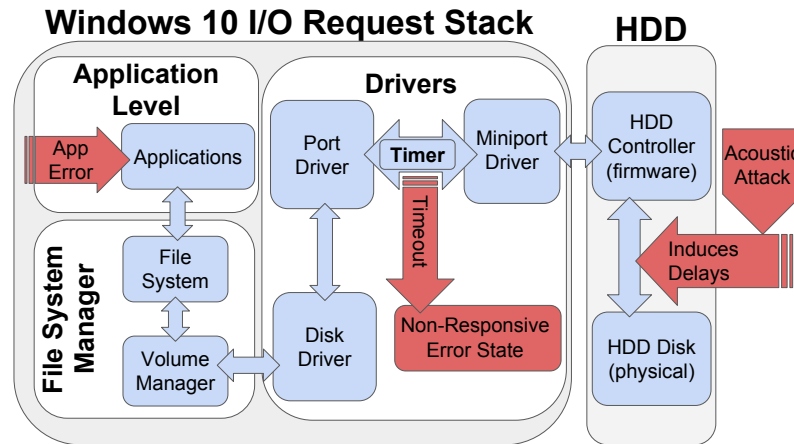 Windows 10 I/O Request Stack
HDD
Application
Level
App
Error
Applications
File System
Manager
File
System
Volume
Manager
Drivers
Port
Driver
Timer
Miniport
Driver
Timeout
Disk
Driver
Non-Responsive
Error State
HDD
Controller
(firmware)
Acoustic
Attack
Induces
Delays
HDD Disk
(physical)